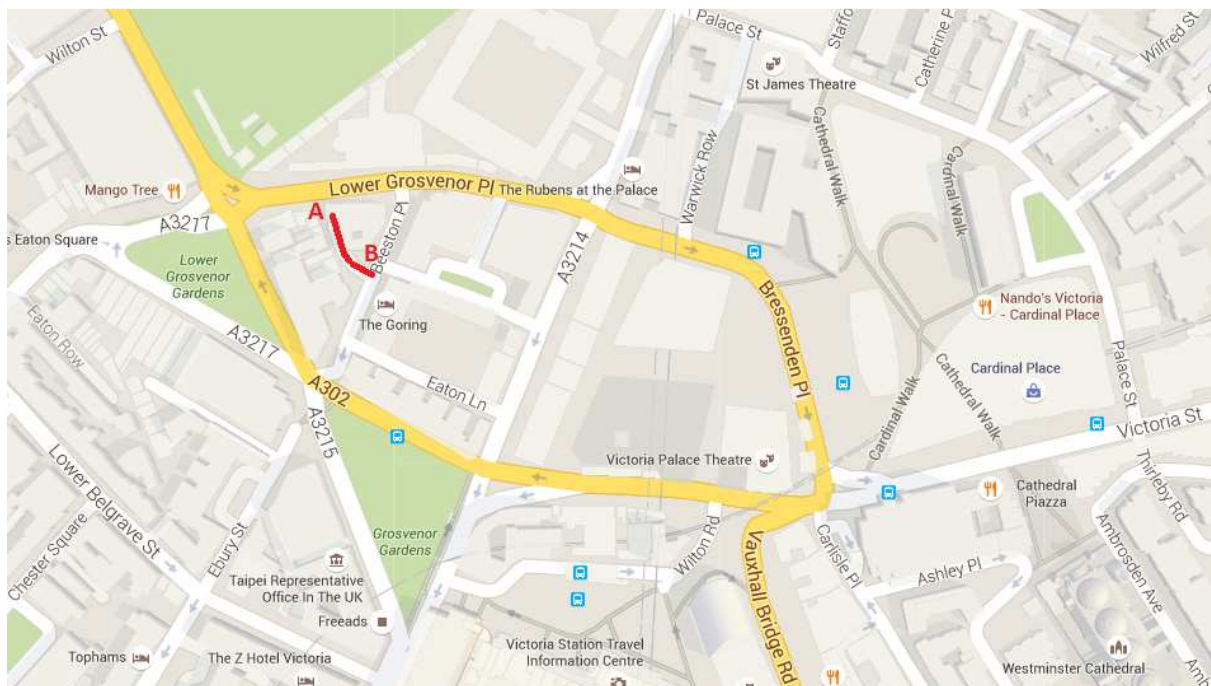 Wilton St
Palace St
Staffo
Catherine P
Wilfred St
St James Theatre
Cathedral Walk
Cardinal Walk
Warwick Row
Mango Tree
Lower Grosvenor Pl
The Rubens at the Palace
A
B
Beeston Pl
A3217
s Eaton Square
Lower
Grosvenor
Gardens
A3214
The Goring
Nando's Victoria
- Cardinal Place
Bressenden Pl
Eaton Row
A3217
Eaton Ln
A302
Cardinal Place
Palace St
Cathedral Walk
Cardinal Walk
Victoria St
A3215
Victoria Palace Theatre
Lower Belgrave St
Cathedral
Piazza
Thirleby Rd
Ebury St
Grosvenor
Gardens
Chester Square
Wilton Rd
Vauxhall Bridge Rd
Carlisle Pl
Ashley Pl
Ambrosden Ave
Taipei Representative
Office In The UK
Freeads
Tophams
The Z Hotel Victoria
Victoria Station Travel
Information Centre
Westminster Cathedral
Amb